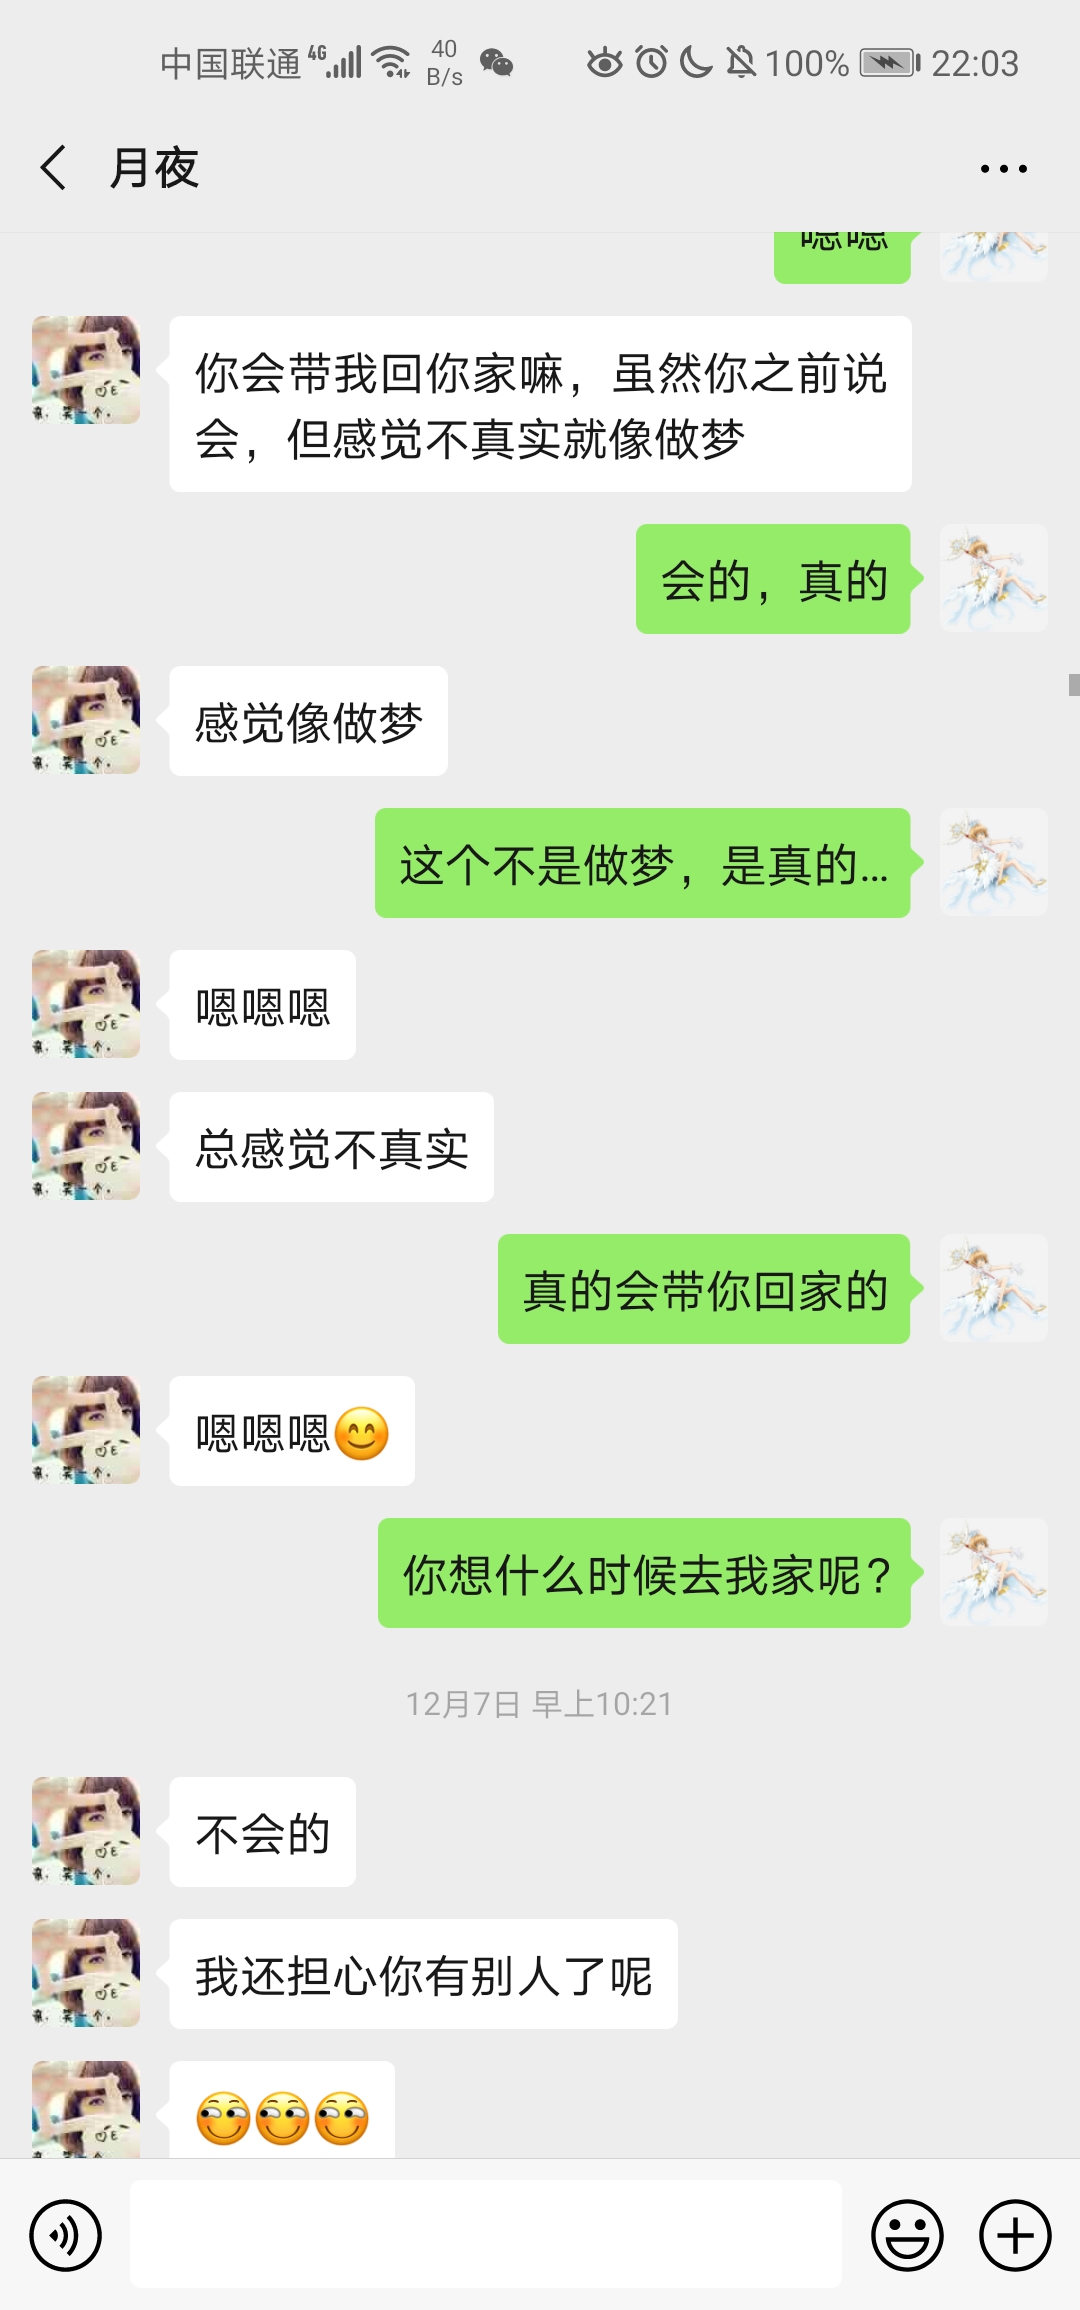 中国联通 4G 40 B/s 100% 22:03
月夜
嗯嗯
你会带我回你家嘛，虽然你之前说
会，但感觉不真实就像做梦
会的，真的
感觉像做梦
这个不是做梦，是真的...
嗯嗯嗯
总感觉不真实
真的会带你回家的
嗯嗯嗯😊
你想什么时候去我家呢？
12月7日 早上10:21
不会的
我还担心你有别人了呢